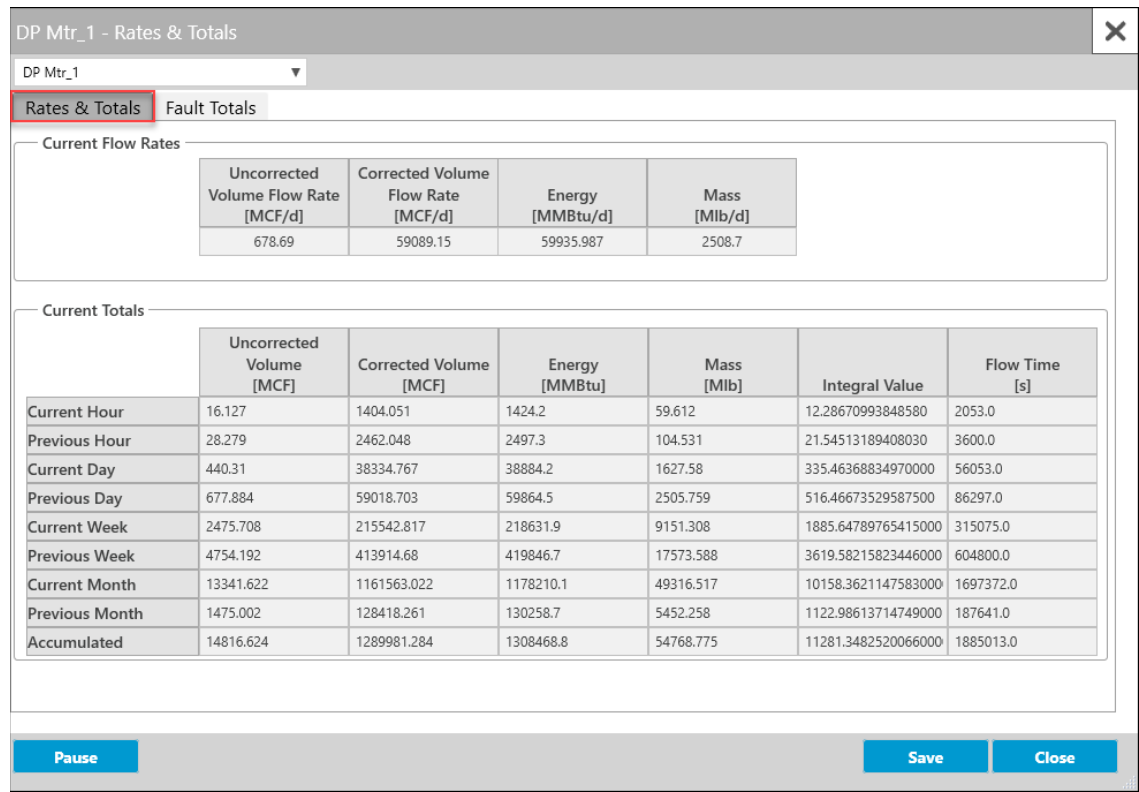 DP Mtr_1 - Rates & Totals
DP Mtr_1
Rates & Totals Fault Totals
Current Flow Rates
Uncorrected Volume Flow Rate [MCF/d] Corrected Volume Flow Rate [MCF/d] Energy [MMBtu/d] Mass [Mlb/d]
678.69 59089.15 59935.987 2508.7
Current Totals
Uncorrected Volume [MCF] Corrected Volume [MCF] Energy [MMBtu] Mass [Mlb] Integral Value Flow Time [s]
Current Hour 16.127 1404.051 1424.2 59.612 12.28670993848580 2053.0
Previous Hour 28.279 2462.048 2497.3 104.531 21.54513189408030 3600.0
Current Day 440.31 38334.767 38884.2 1627.58 335.46368834970000 56053.0
Previous Day 677.884 59018.703 59864.5 2505.759 516.46673529587500 86297.0
Current Week 2475.708 215542.817 218631.9 9151.308 1885.64789765415000 315075.0
Previous Week 4754.192 413914.68 419846.7 17573.588 3619.58215823446000 604800.0
Current Month 13341.622 1161563.022 1178210.1 49316.517 10158.3621147583000 1697372.0
Previous Month 1475.002 128418.261 130258.7 5452.258 1122.98613714749000 187641.0
Accumulated 14816.624 1289981.284 1308468.8 54768.775 11281.3482520066000 1885013.0
Pause Save Close